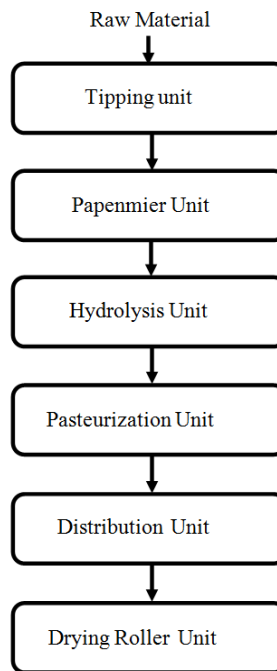 Raw Material
Tipping unit
Papenmier Unit
Hydrolysis Unit
Pasteurization Unit
Distribution Unit
Drying Roller Unit